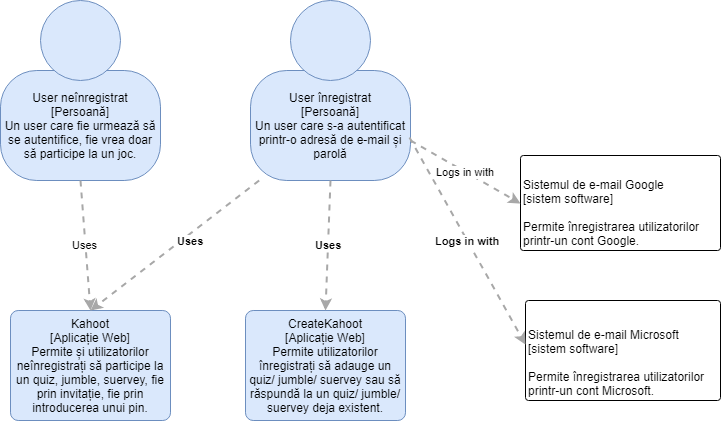 User neînregistrat
[Persoană]
Un user care fie urmează să
se autentifice, fie vrea doar
să participe la un joc.
User înregistrat
[Persoană]
Un user care s-a autentificat
printr-o adresă de e-mail și
parolă
Logs in with
Sistemul de e-mail Google
[sistem software]
Permite înregistrarea utilizatorilor
printr-un cont Google.
Uses
Uses
Uses
Logs in with
Kahoot
[Aplicație Web]
Permite și utilizatorilor
neînregistrați să participe la
un quiz, jumble, suervey, fie
prin invitație, fie prin
introducerea unui pin.
CreateKahoot
[Aplicație Web]
Permite utilizatorilor
înregistrați să adauge un
quiz/ jumble/ suervey sau să
răspundă la un quiz/ jumble/
suervey deja existent.
Sistemul de e-mail Microsoft
[sistem software]
Permite înregistrarea utilizatorilor
printr-un cont Microsoft.